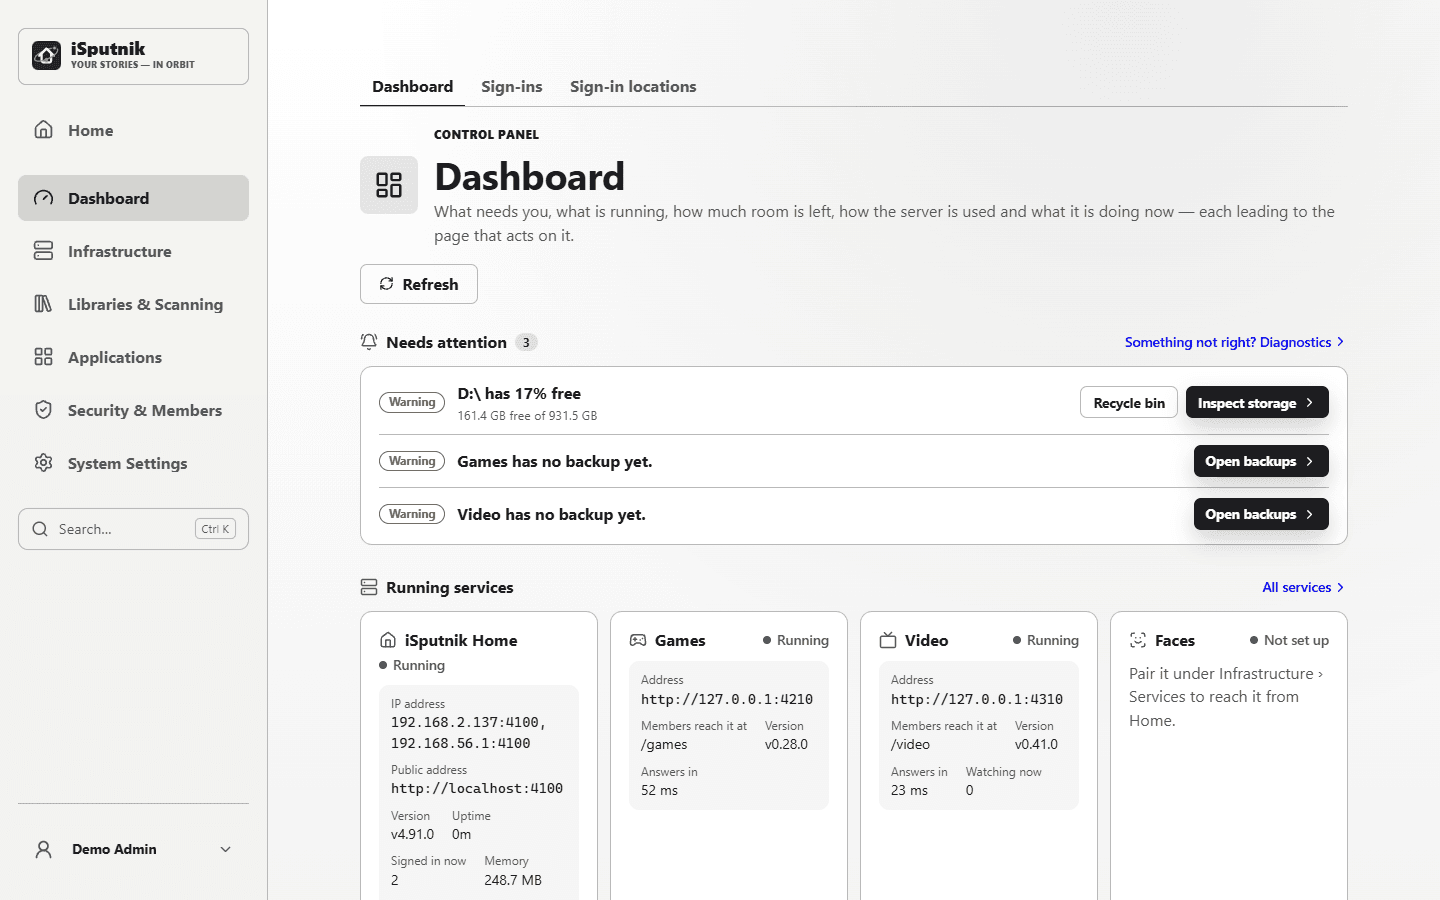 iSputnik
YOUR STORIES — IN ORBIT
Home
Dashboard
Infrastructure
Libraries & Scanning
Applications
Security & Members
System Settings
Search...
Ctrl K
Demo Admin
Dashboard
Sign-ins
Sign-in locations
CONTROL PANEL
Dashboard
What needs you, what is running, how much room is left, how the server is used and what it is doing now — each leading to the
page that acts on it.
Refresh
Needs attention
3
Something not right? Diagnostics
Warning
D:\ has 17% free
161.4 GB free of 931.5 GB
Recycle bin
Inspect storage
Warning
Games has no backup yet.
Open backups
Warning
Video has no backup yet.
Open backups
Running services
All services
iSputnik Home
Running
IP address
192.168.2.137:4100,
192.168.56.1:4100
Public address
http://localhost:4100
Version
Uptime
v4.91.0
0m
Signed in now
Memory
2
248.7 MB
Games
Running
Address
http://127.0.0.1:4210
Members reach it at
Version
/games
v0.28.0
Answers in
52 ms
Video
Running
Address
http://127.0.0.1:4310
Members reach it at
Version
/video
v0.41.0
Answers in
Watching now
23 ms
0
Faces
Not set up
Pair it under Infrastructure ›
Services to reach it from
Home.